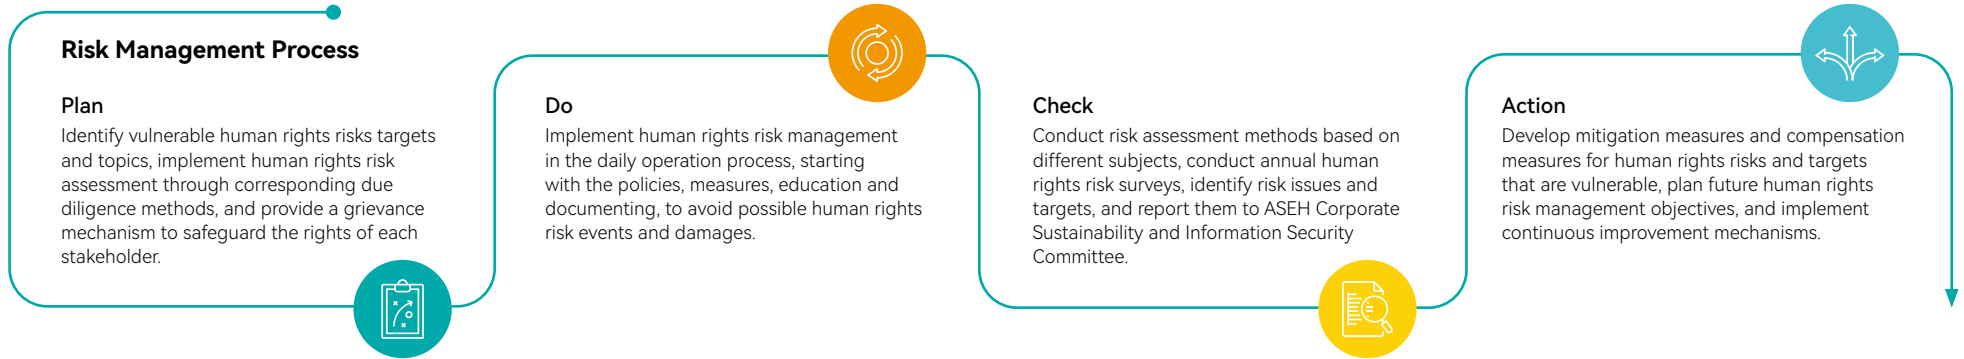 Risk Management Process
Plan
Identify vulnerable human rights risks targets
and topics, implement human rights risk
assessment through corresponding due
diligence methods, and provide a grievance
mechanism to safeguard the rights of each
stakeholder.
Do
Implement human rights risk management
in the daily operation process, starting
with the policies, measures, education and
documenting, to avoid possible human rights
risk events and damages.
Check
Conduct risk assessment methods based on
different subjects, conduct annual human
rights risk surveys, identify risk issues and
targets, and report them to ASEH Corporate
Sustainability and Information Security
Committee.
Action
Develop mitigation measures and compensation
measures for human rights risks and targets
that are vulnerable, plan future human rights
risk management objectives, and implement
continuous improvement mechanisms.